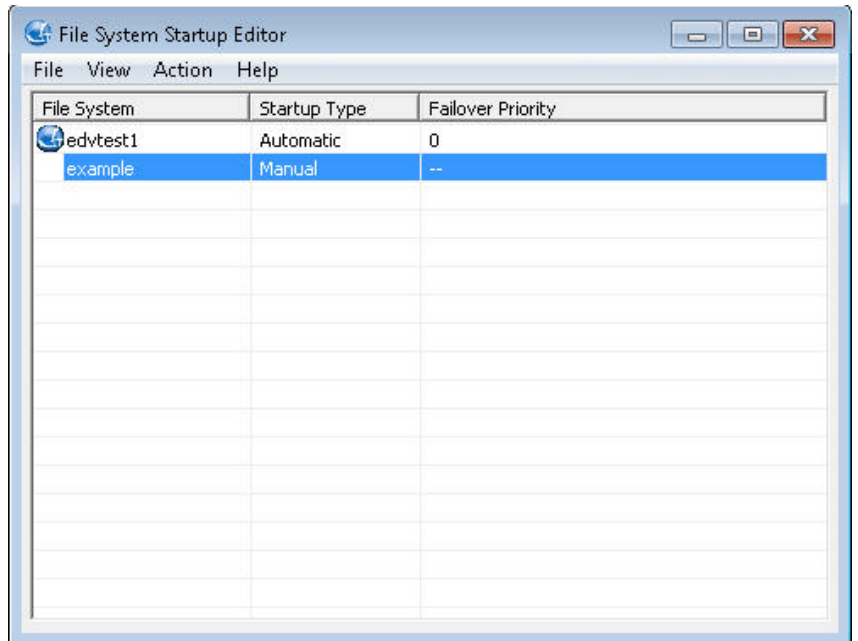 File System Startup Editor
File View Action Help
File System Startup Type Failover Priority
edvtest1 Automatic 0
example Manual --